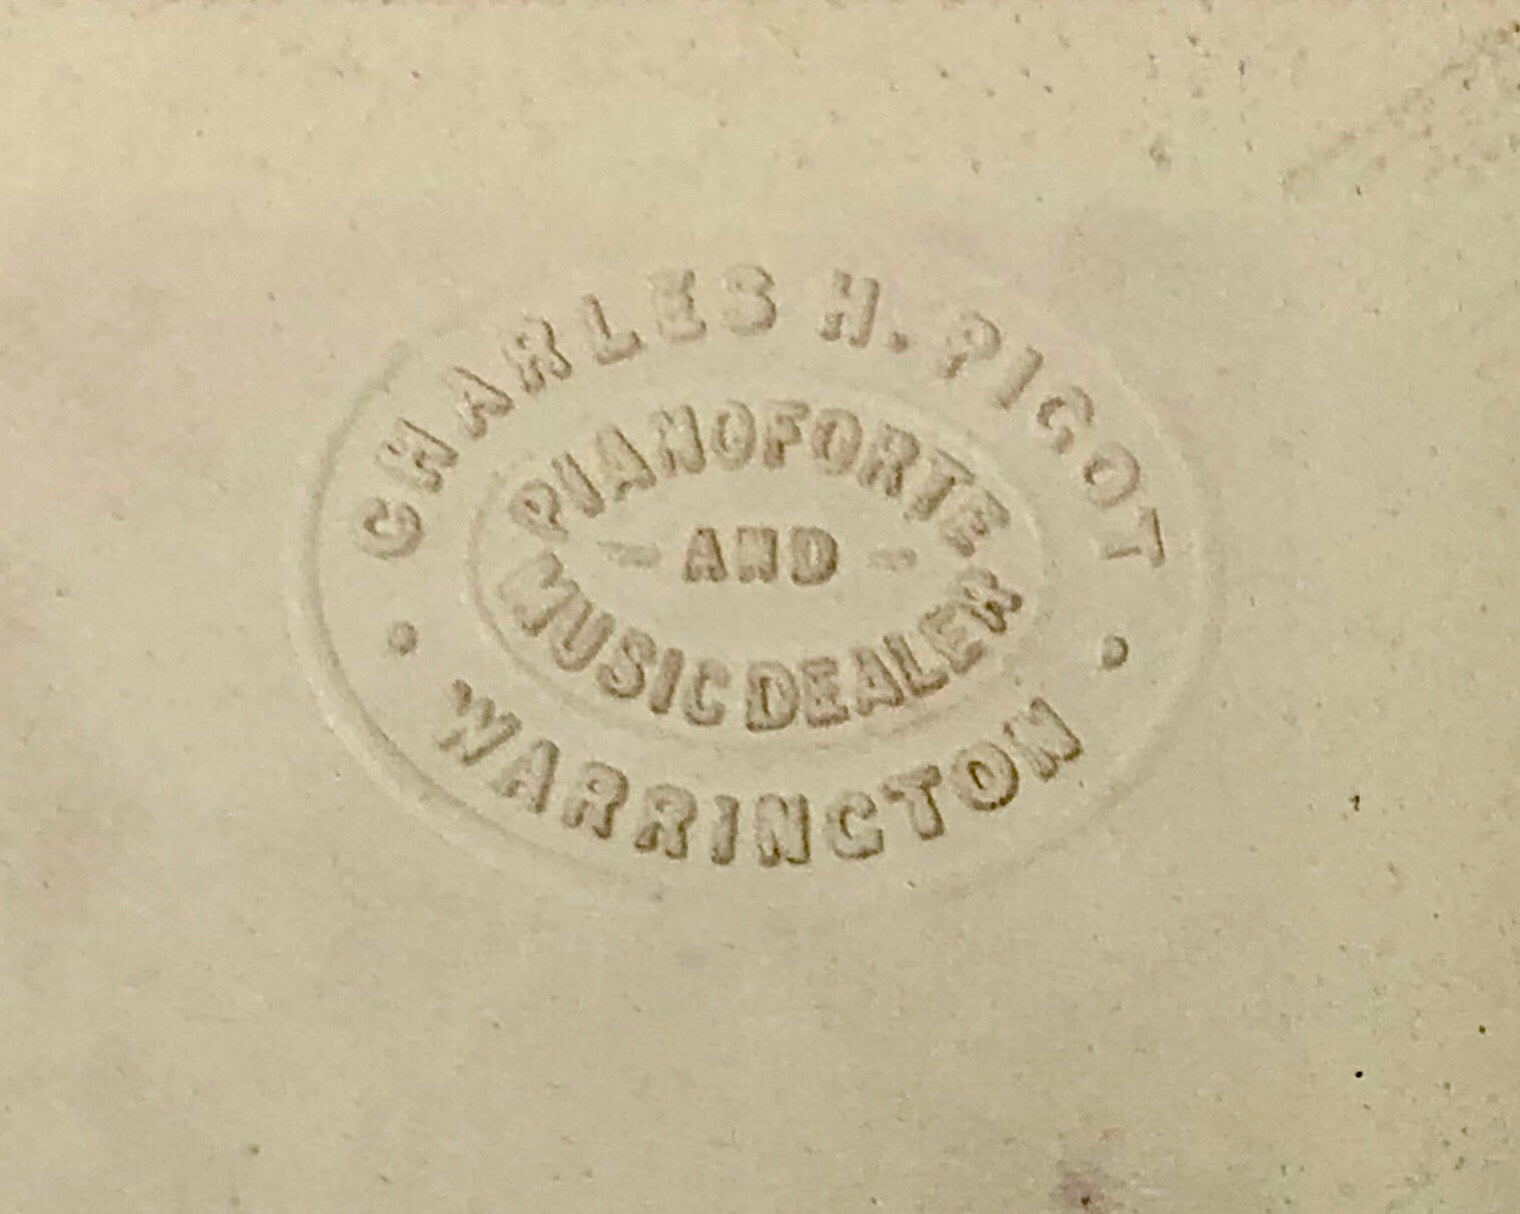 CHARLES H. PIGOT
PIANOFORTE
- AND -
MUSIC DEALER
• WARRINGTON •